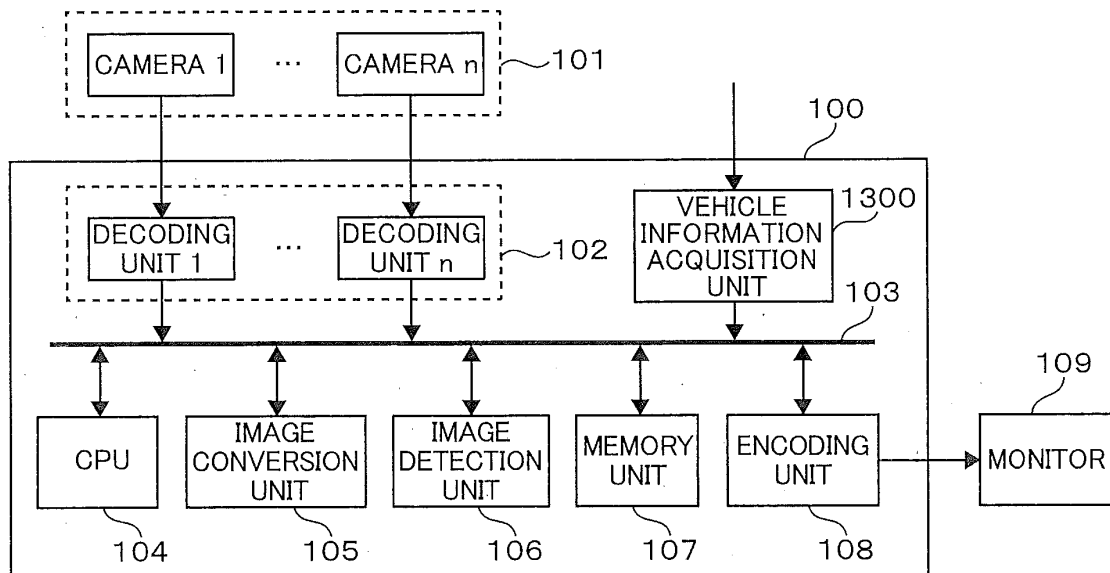 CAMERA 1 ... CAMERA n 101
100
DECODING UNIT 1 ... DECODING UNIT n 102
VEHICLE INFORMATION ACQUISITION UNIT 1300
103
109
CPU
IMAGE CONVERSION UNIT
IMAGE DETECTION UNIT
MEMORY UNIT
ENCODING UNIT
MONITOR
104 105 106 107 108